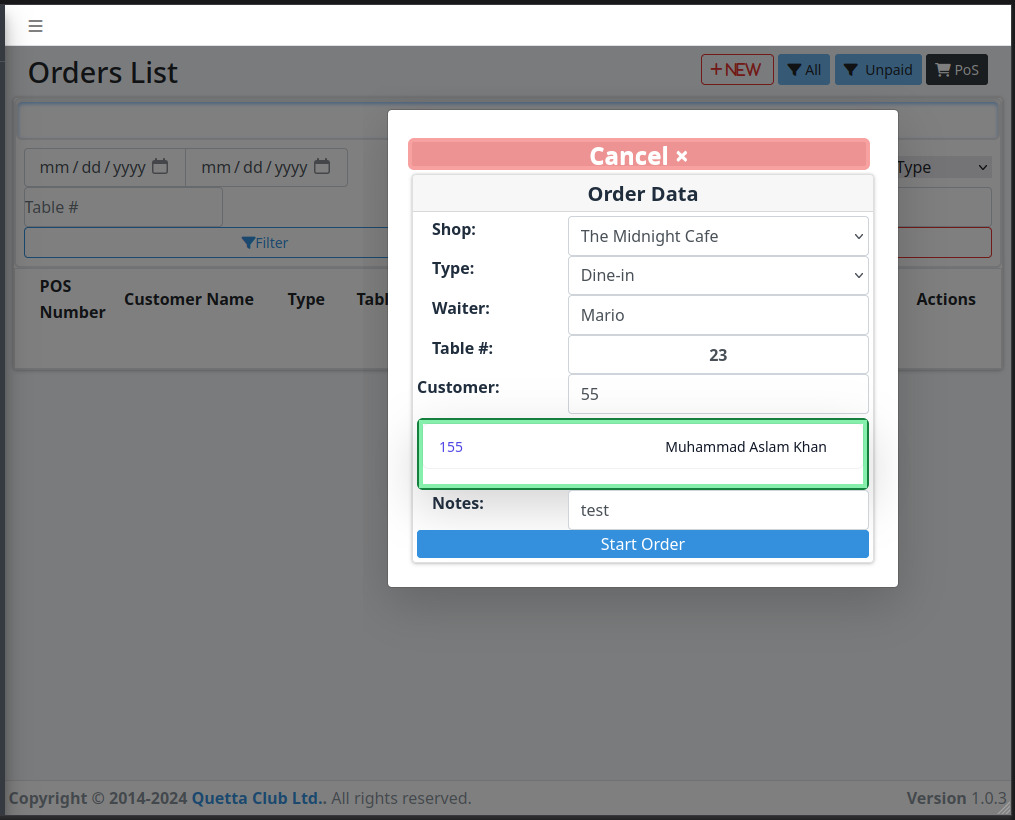 Orders List
+ NEW
All
Unpaid
PoS
mm / dd / yyyy
mm / dd / yyyy
Type
Table #
Filter
POS Number
Customer Name
Type
Actions
Cancel ×
Order Data
Shop:
The Midnight Cafe
Type:
Dine-in
Waiter:
Mario
Table #:
23
Customer:
55
155
Muhammad Aslam Khan
Notes:
test
Start Order
Copyright © 2014-2024 Quetta Club Ltd.. All rights reserved.
Version 1.0.3